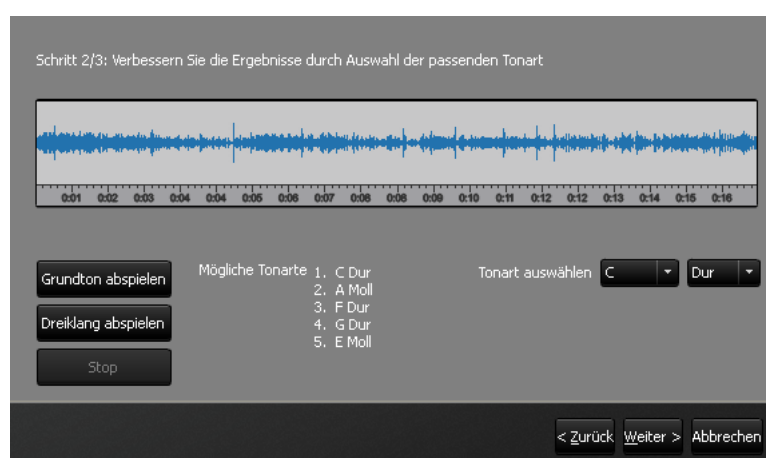 Schritt 2/3: Verbessern Sie die Ergebnisse durch Auswahl der passenden Tonart
0:01 0:02 0:03 0:04 0:04 0:05 0:06 0:07 0:08 0:08 0:09 0:10 0:11 0:12 0:12 0:13 0:14 0:15 0:16
Grundton abspielen
Dreiklang abspielen
Stop
Mögliche Tonarte
1. C Dur
2. A Moll
3. F Dur
4. G Dur
5. E Moll
Tonart auswählen C Dur
< Zurück Weiter > Abbrechen